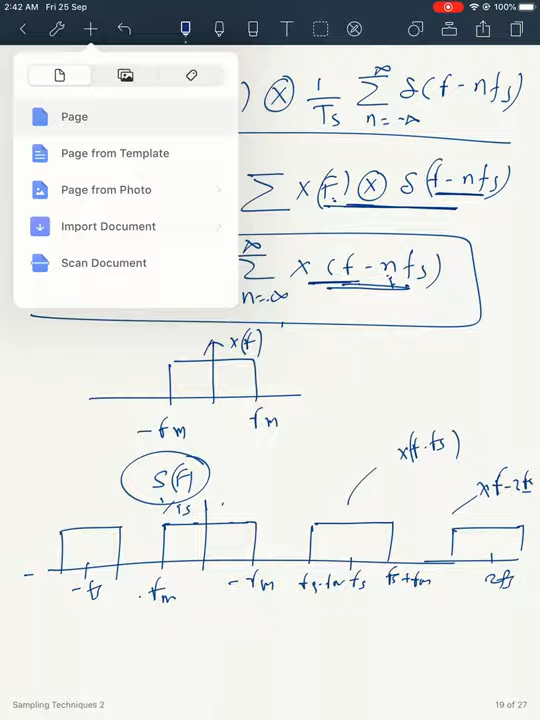 2:42 AM Fri 25 Sep
100%
T
Page
Page from Template
Page from Photo
Import Document
Scan Document
) ⊗ 1/Ts ∞ Σ n=-∞ δ(f-nfs)
Σ x(f) ⊗ δ(f-nfs)
∞ Σ n=-∞ x(f-nfs)
x(f)
-fm fm
x(f-fs)
S(f)
x f-2fs
1/Ts
-fs -fm -fm fs-fm fs fs+fm 2fs
Sampling Techniques 2
19 of 27